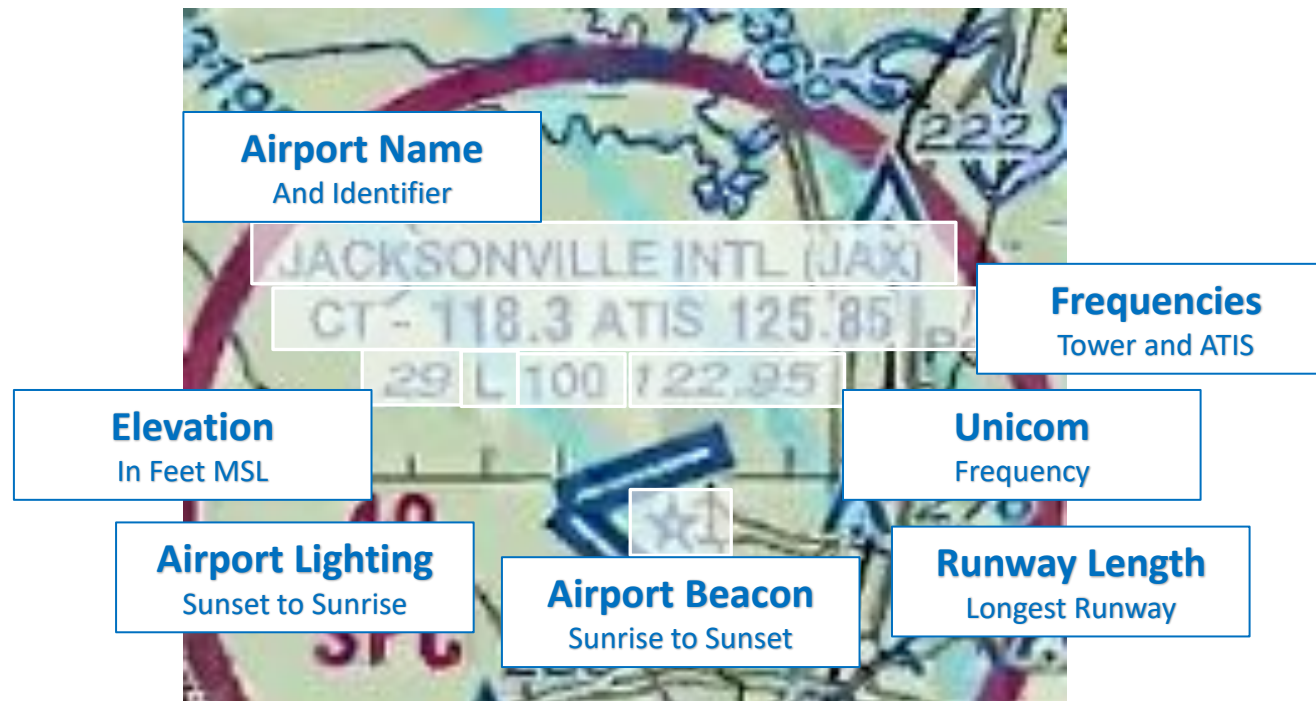 Airport Name
And Identifier
222
JACKSONVILLE INTL (JAX)
CT - 118.3 ATIS 125.85
Frequencies
Tower and ATIS
29 L 100 122.95
Elevation
In Feet MSL
Unicom
Frequency
Airport Lighting
Sunset to Sunrise
Airport Beacon
Sunrise to Sunset
Runway Length
Longest Runway